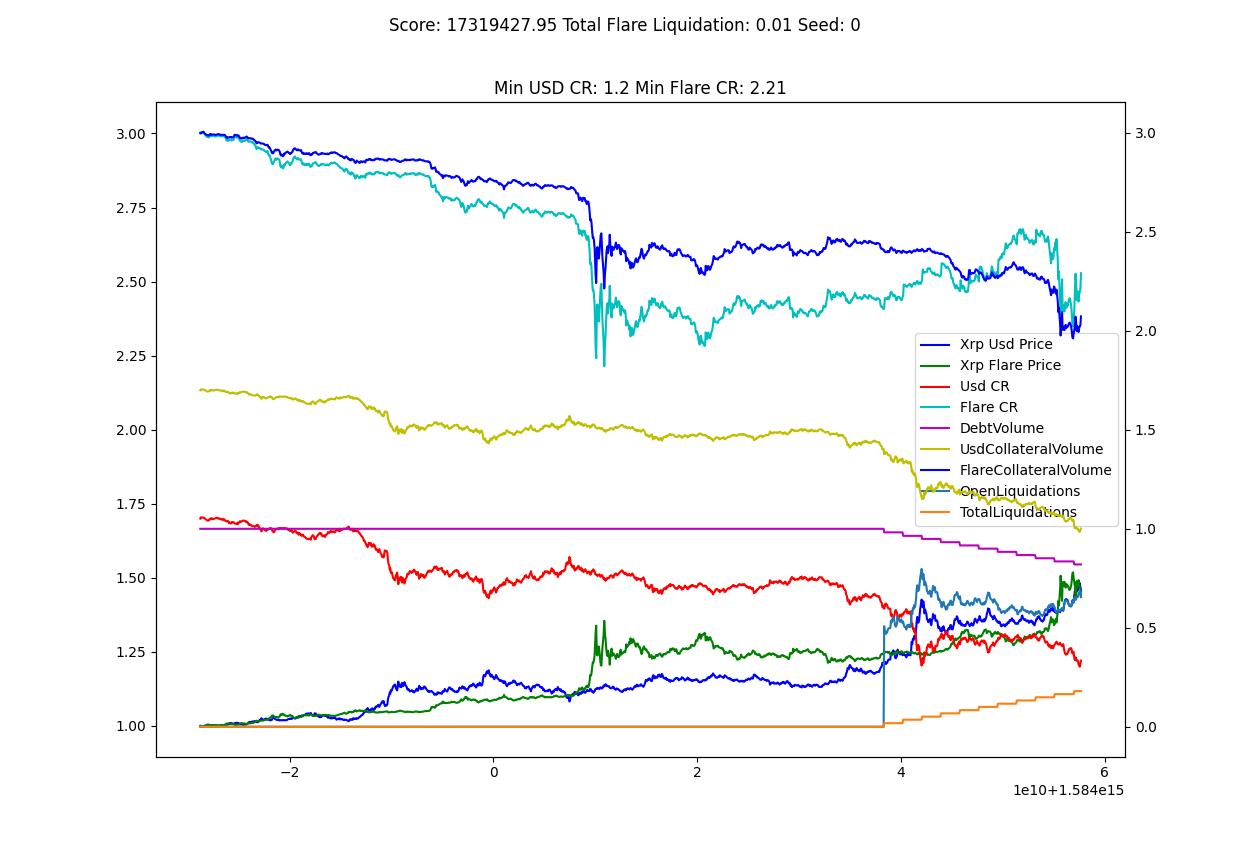 Score: 17319427.95 Total Flare Liquidation: 0.01 Seed: 0
Min USD CR: 1.2 Min Flare CR: 2.21
3.00
2.75
2.50
2.25
2.00
1.75
1.50
1.25
1.00
3.0
2.5
2.0
1.5
1.0
0.5
0.0
Xrp Usd Price
Xrp Flare Price
Usd CR
Flare CR
DebtVolume
UsdCollateralVolume
FlareCollateralVolume
OpenLiquidations
TotalLiquidations
−2 0 2 4 6
1e10+1.584e15